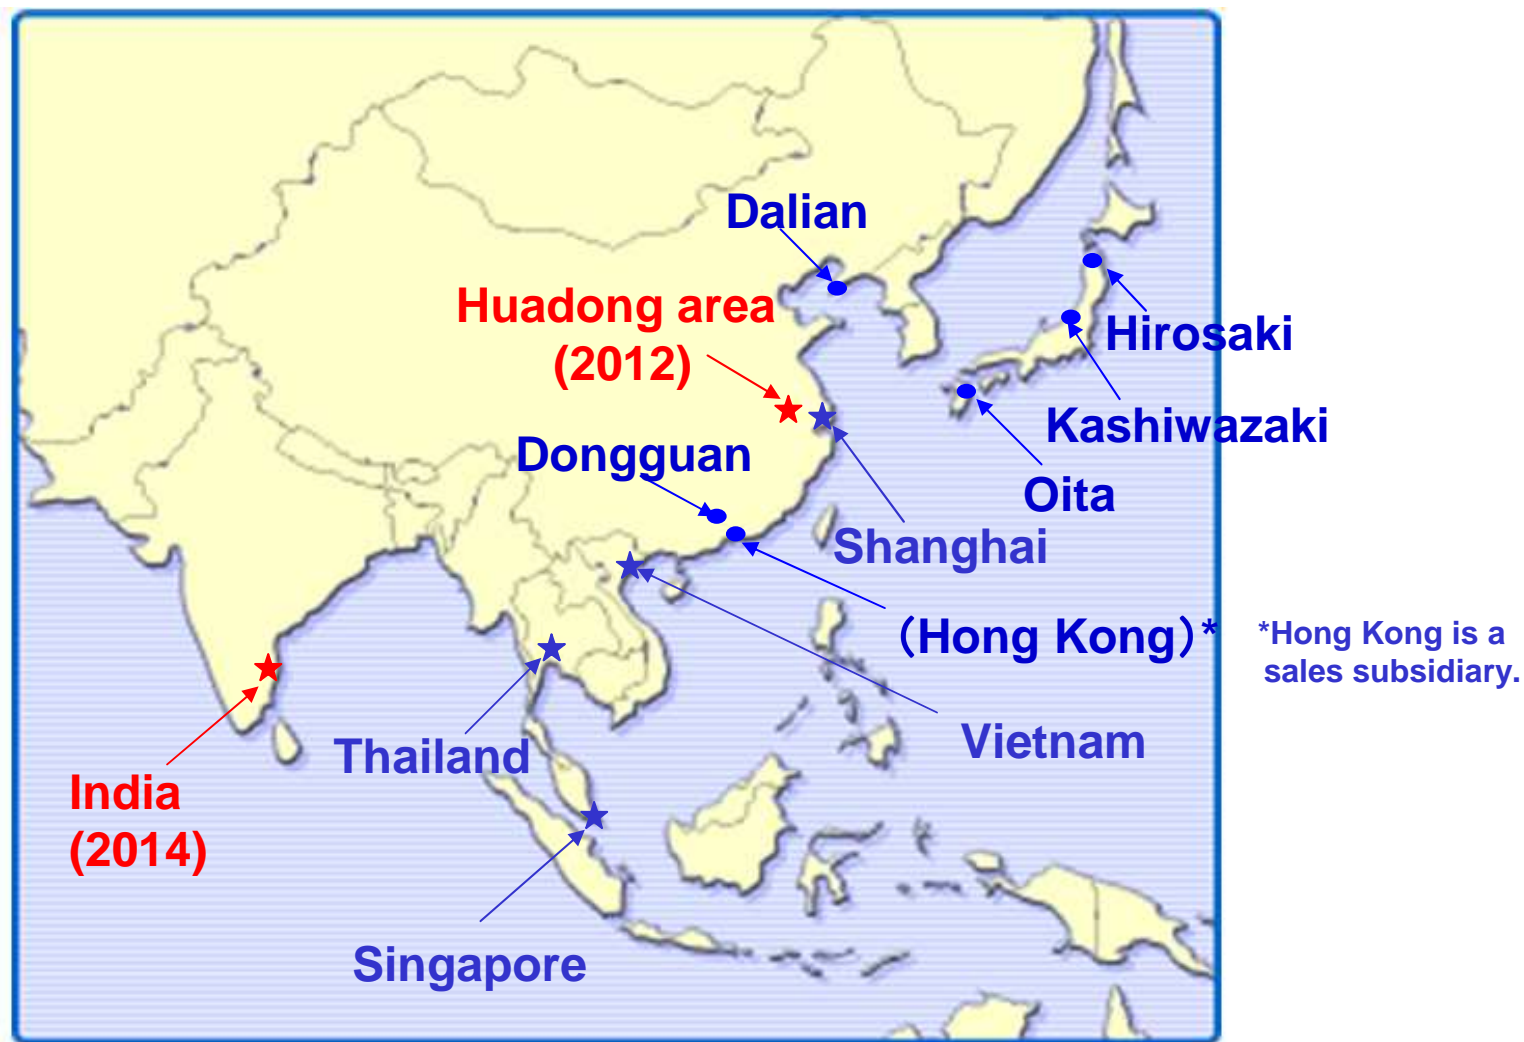 Dalian
Huadong area
(2012)
Hirosaki
Kashiwazaki
Dongguan
Oita
Shanghai
（Hong Kong）*
*Hong Kong is a
sales subsidiary.
Vietnam
Thailand
India
(2014)
Singapore